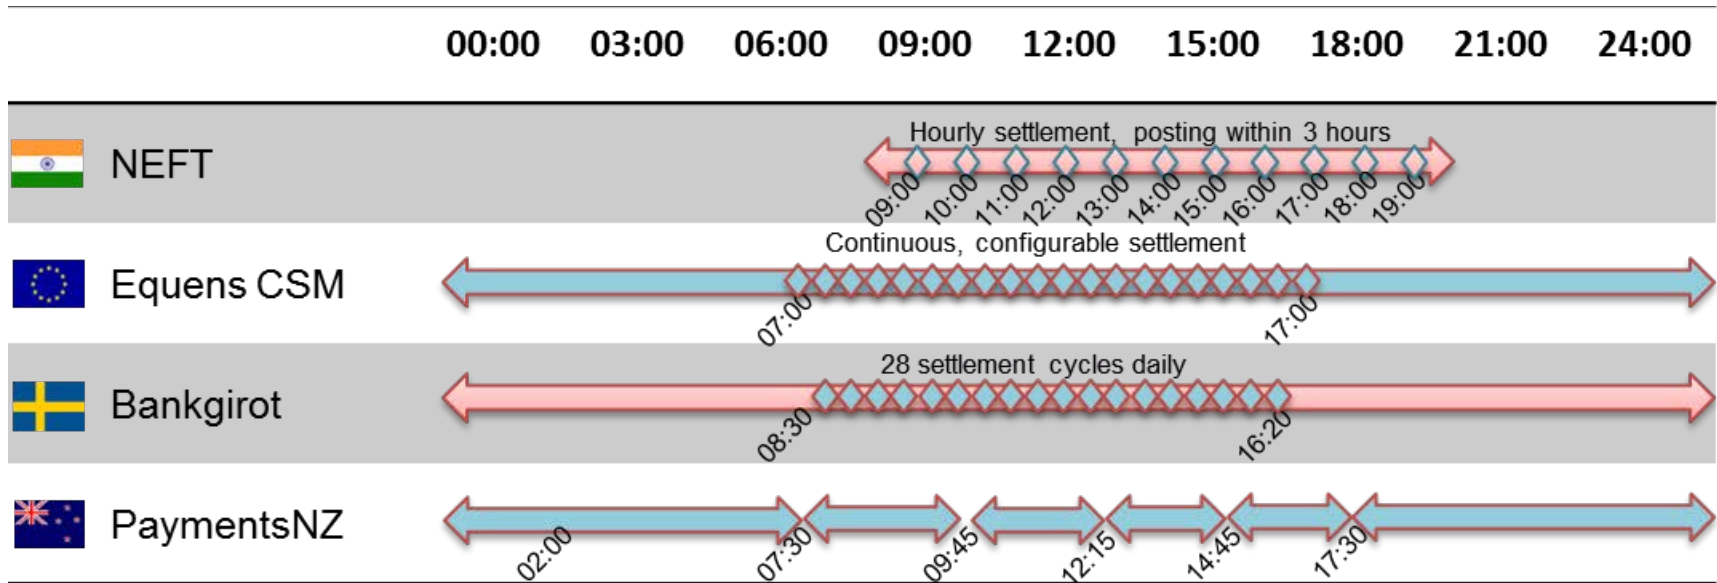 00:00 03:00 06:00 09:00 12:00 15:00 18:00 21:00 24:00
Hourly settlement, posting within 3 hours
NEFT
09:00 10:00 11:00 12:00 13:00 14:00 15:00 16:00 17:00 18:00 19:00
Continuous, configurable settlement
Equens CSM
07:00 17:00
28 settlement cycles daily
Bankgirot
08:30 16:20
PaymentsNZ
02:00 07:30 09:45 12:15 14:45 17:30